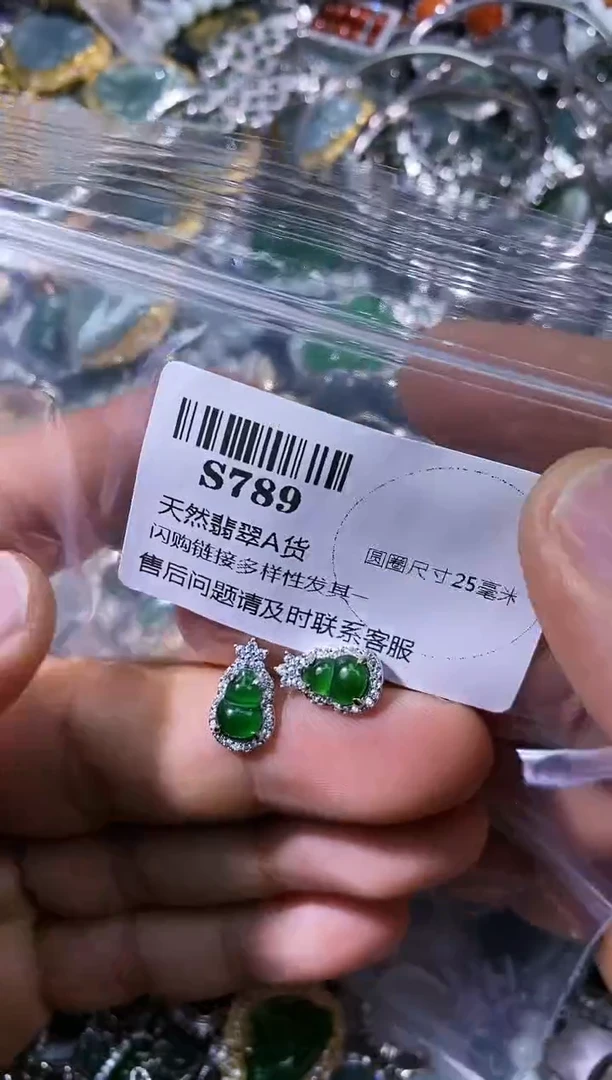 S789
天然翡翠A货
闪购链接多样性发其一
售后问题请及时联系客服
圆圈尺寸25毫米